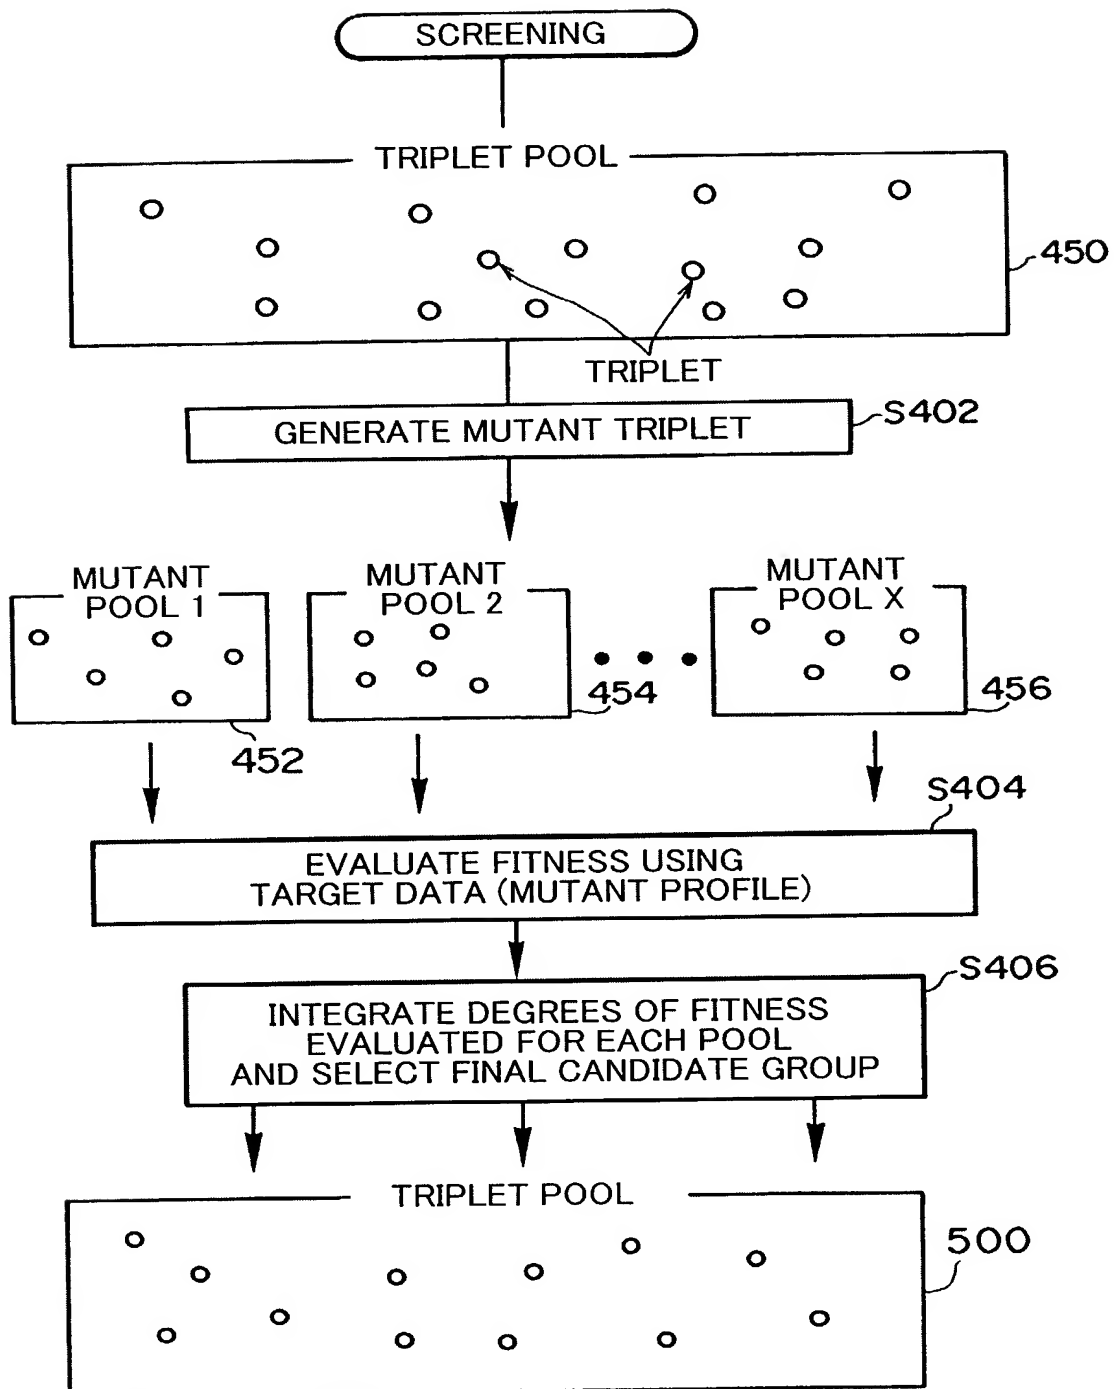 SCREENING
TRIPLET POOL
450
TRIPLET
S402
GENERATE MUTANT TRIPLET
MUTANT
POOL 1
MUTANT
POOL 2
MUTANT
POOL X
452
454
456
S404
EVALUATE FITNESS USING
TARGET DATA (MUTANT PROFILE)
S406
INTEGRATE DEGREES OF FITNESS
EVALUATED FOR EACH POOL
AND SELECT FINAL CANDIDATE GROUP
TRIPLET POOL
500